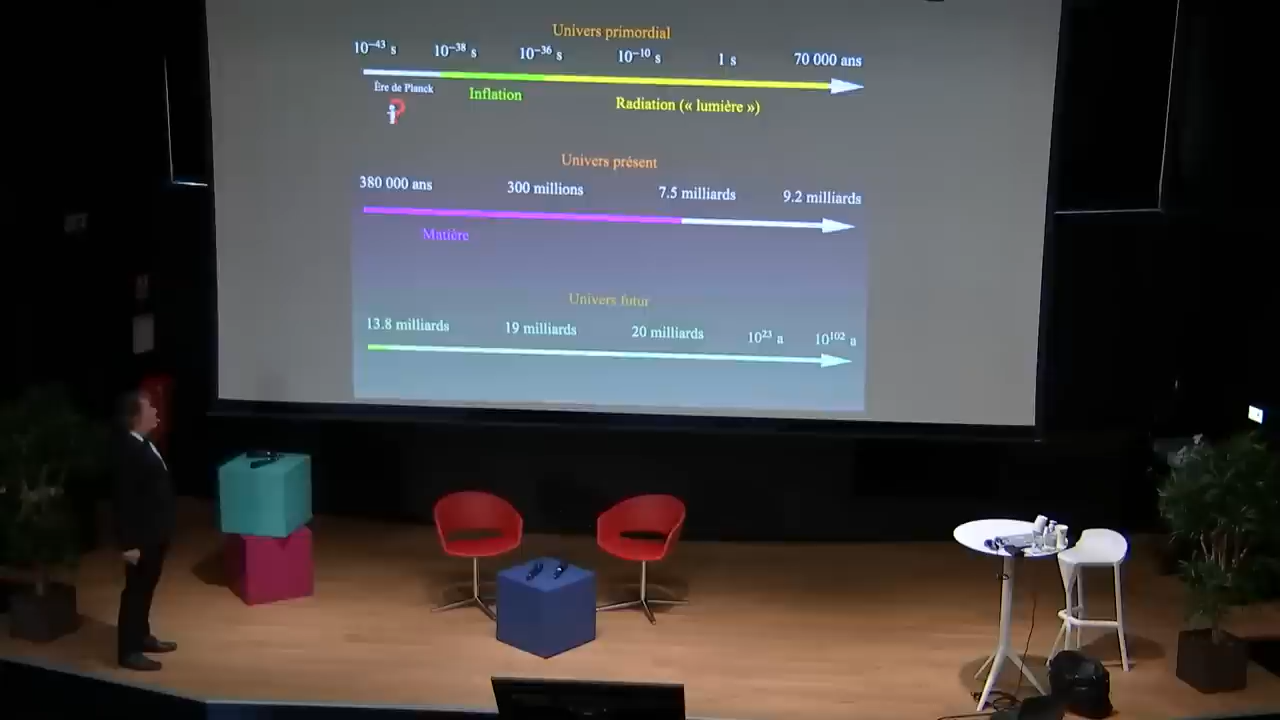 Univers primordial
10⁻⁴³ s 10⁻³⁸ s 10⁻³⁶ s 10⁻¹⁰ s 1 s 70 000 ans
Ère de Planck Inflation Radiation (« lumière »)
?
Univers présent
380 000 ans 300 millions 7.5 milliards 9.2 milliards
Matière
Univers futur
13.8 milliards 19 milliards 20 milliards 10²³ a 10¹⁰² a